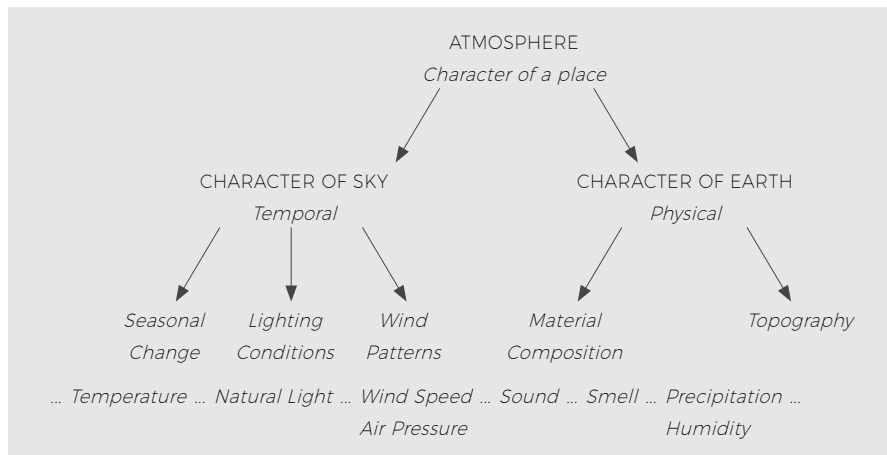 ATMOSPHERE
Character of a place
CHARACTER OF SKY
Temporal
CHARACTER OF EARTH
Physical
Seasonal
Change
Lighting
Conditions
Wind
Patterns
Material
Composition
Topography
... Temperature ... Natural Light ... Wind Speed ... Sound ... Smell ... Precipitation ...
Air Pressure
Humidity